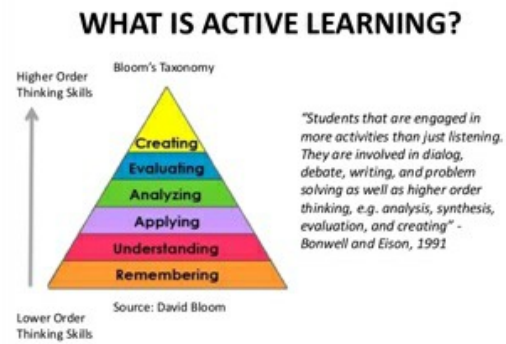 WHAT IS ACTIVE LEARNING?
Bloom's Taxonomy
Higher Order
Thinking Skills
Creating
Evaluating
Analyzing
Applying
Understanding
Remembering
Source: David Bloom
Lower Order
Thinking Skills
"Students that are engaged in
more activities than just listening.
They are involved in dialog,
debate, writing, and problem
solving as well as higher order
thinking, e.g. analysis, synthesis,
evaluation, and creating" -
Bonwell and Eison, 1991